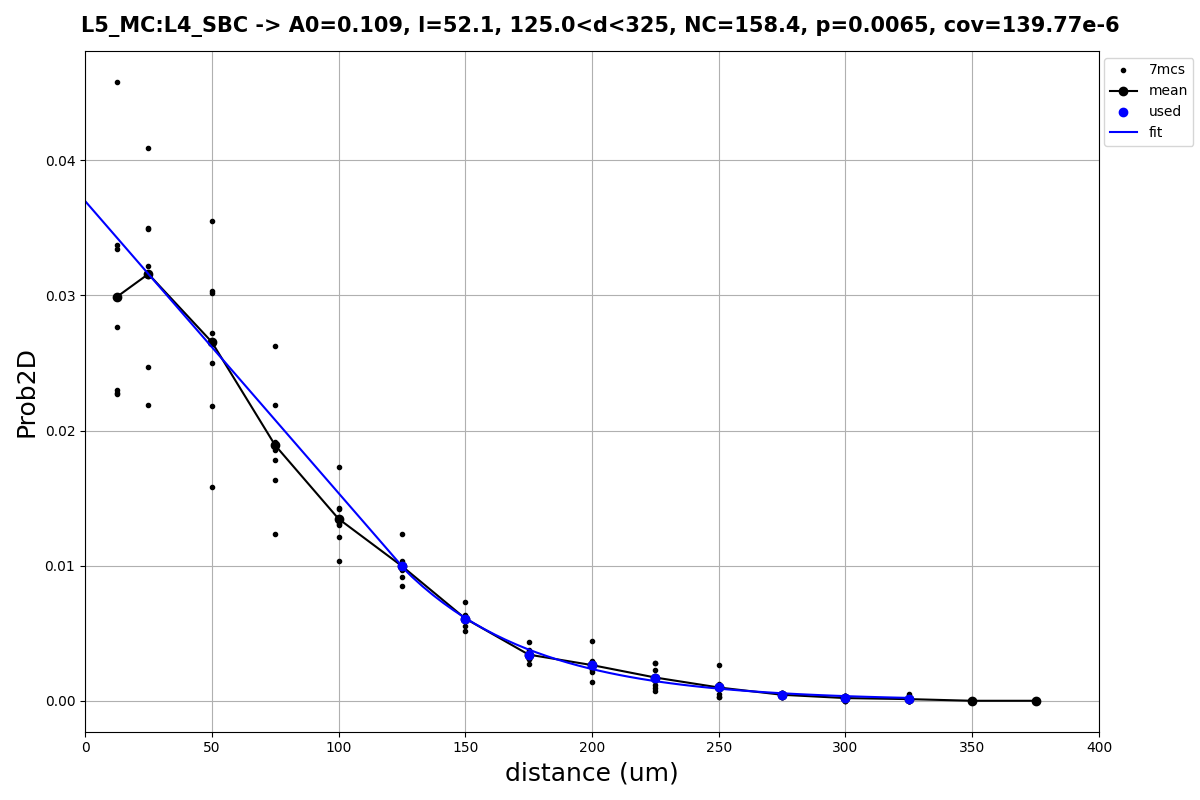 L5_MC:L4_SBC -> A0=0.109, l=52.1, 125.0<d<325, NC=158.4, p=0.0065, cov=139.77e-6
7mcs
mean
used
fit
0.04
0.03
0.02
0.01
0.00
Prob2D
0 50 100 150 200 250 300 350 400
distance (um)